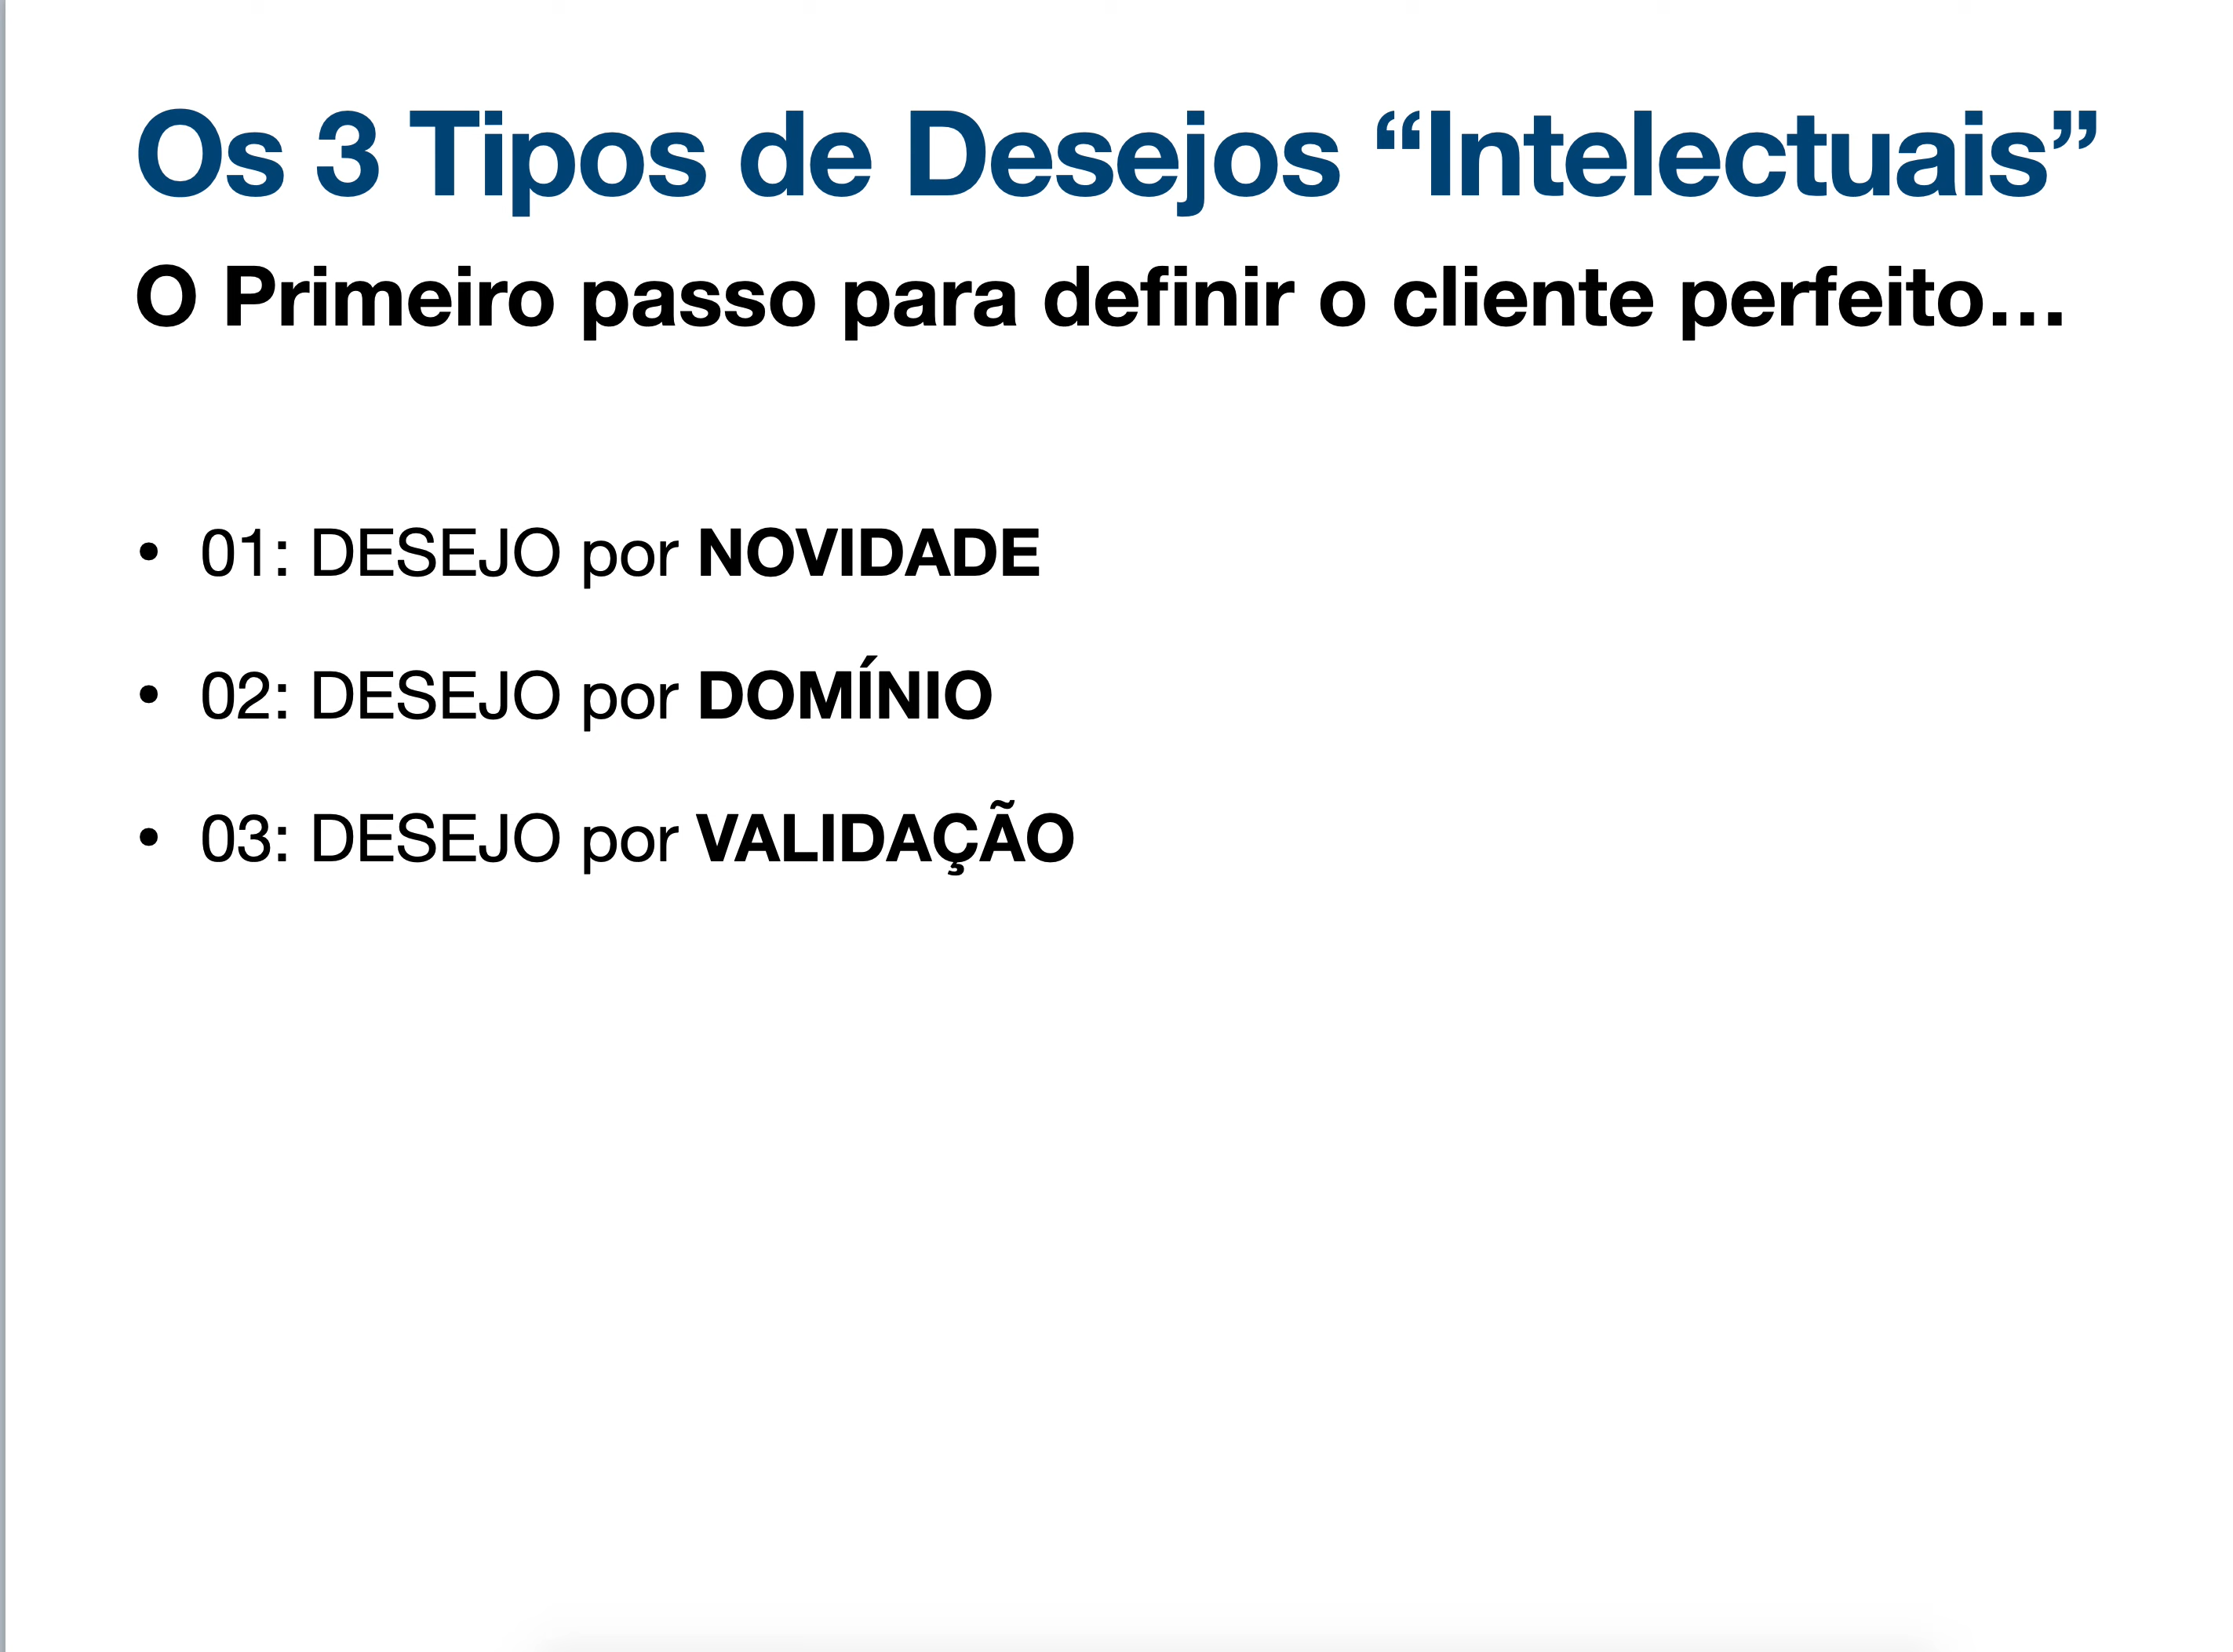 Os 3 Tipos de Desejos “Intelectuais”
O Primeiro passo para definir o cliente perfeito...
• 01: DESEJO por NOVIDADE
• 02: DESEJO por DOMÍNIO
• 03: DESEJO por VALIDAÇÃO